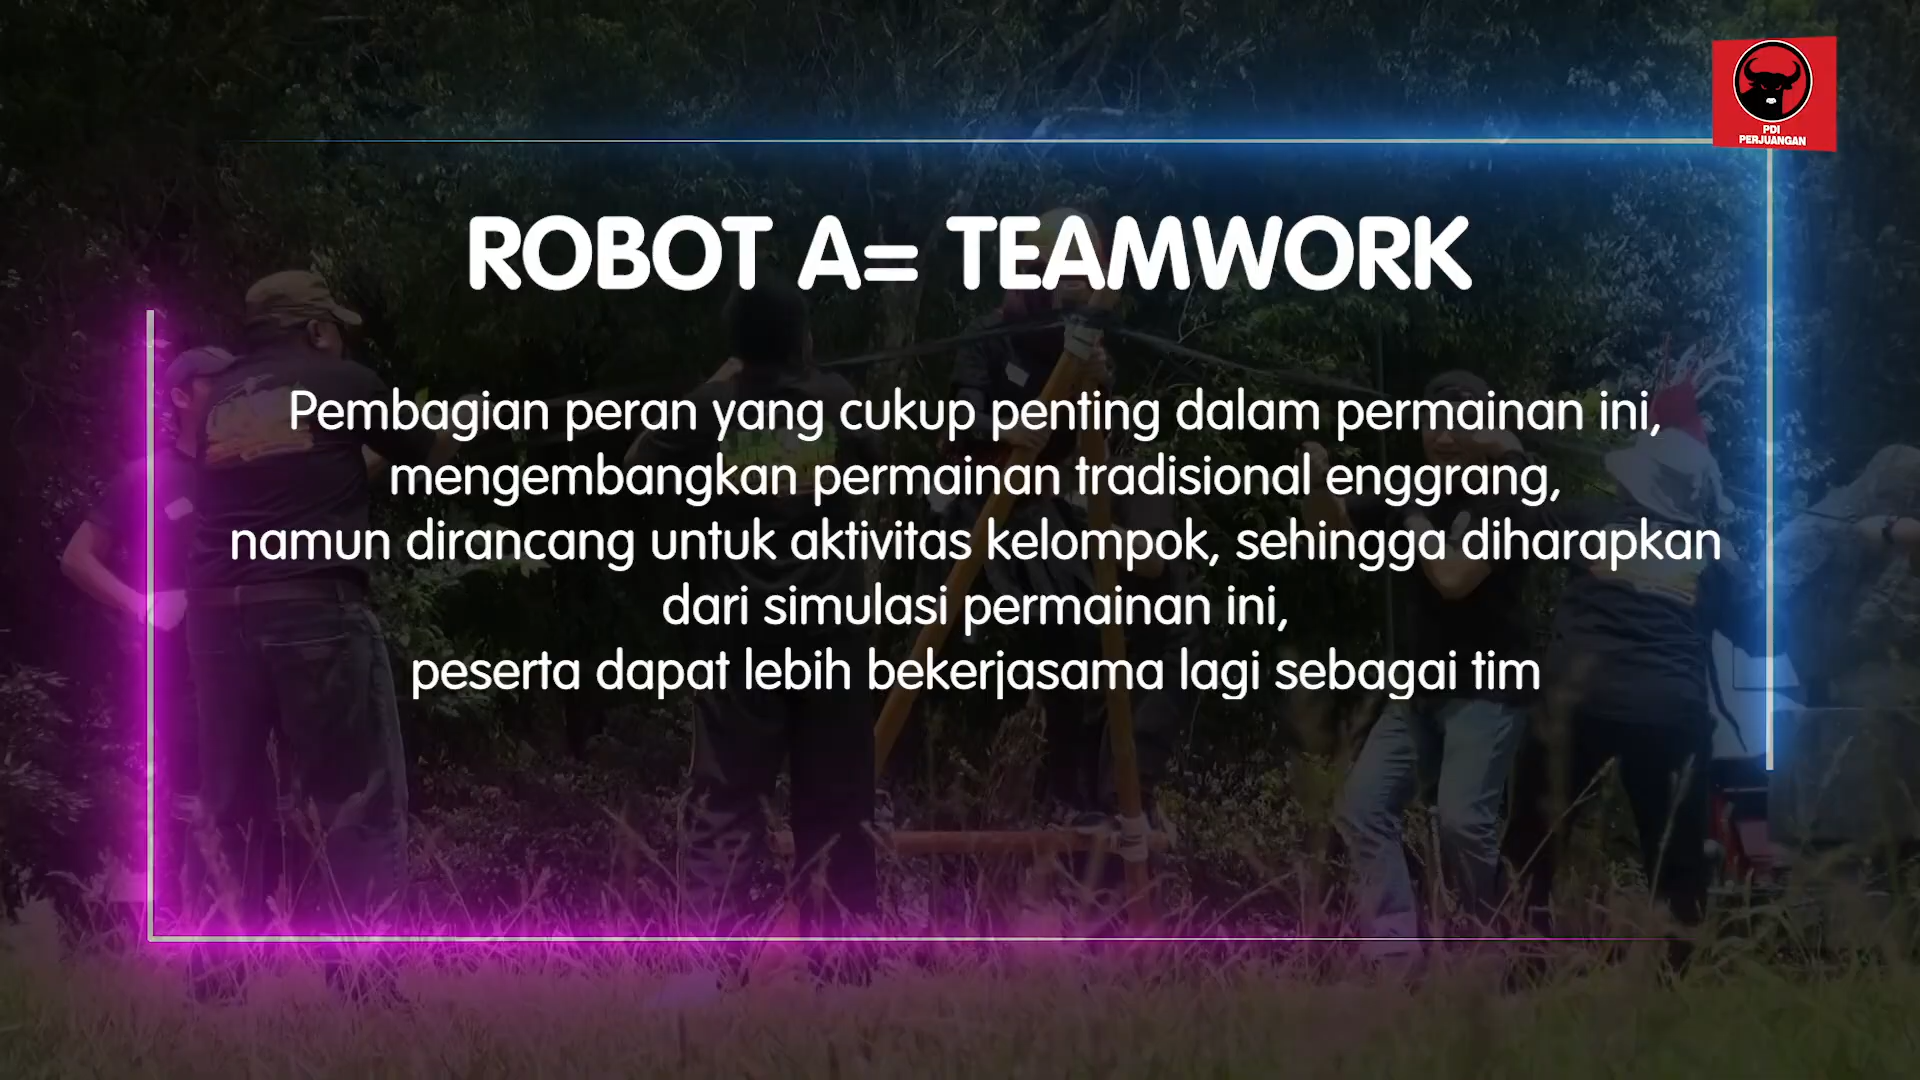 PDI
PERJUANGAN
ROBOT A= TEAMWORK
Pembagian peran yang cukup penting dalam permainan ini,
mengembangkan permainan tradisional enggrang,
namun dirancang untuk aktivitas kelompok, sehingga diharapkan
dari simulasi permainan ini,
peserta dapat lebih bekerjasama lagi sebagai tim